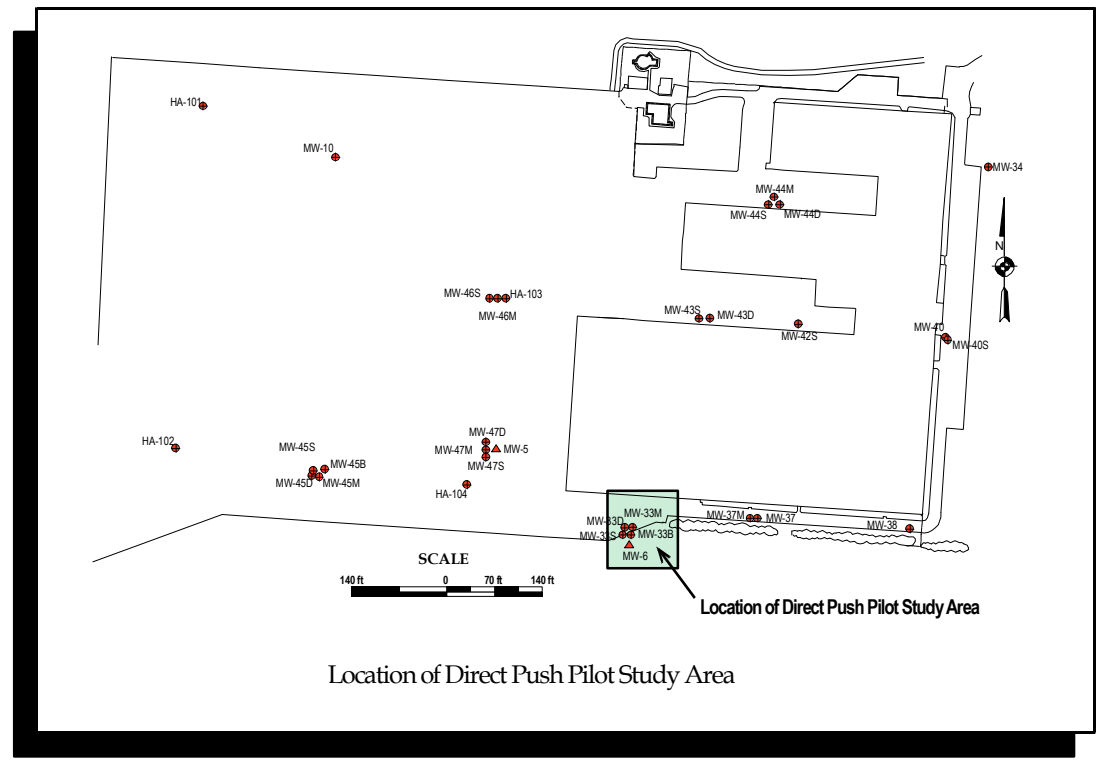 HA-101
MW-10
MW-34
MW-44M
MW-44S
MW-44D
N
MW-46S
HA-103
MW-46M
MW-43S
MW-43D
MW-42S
MW-40
MW-40S
HA-102
MW-47D
MW-45S
MW-47M
MW-5
MW-45B
MW-47S
MW-45D
MW-45M
HA-104
MW-33M
MW-37M
MW-37
MW-33D
MW-38
MW-33S
MW-33B
MW-6
SCALE
140 ft 0 70 ft 140 ft
Location of Direct Push Pilot Study Area
Location of Direct Push Pilot Study Area